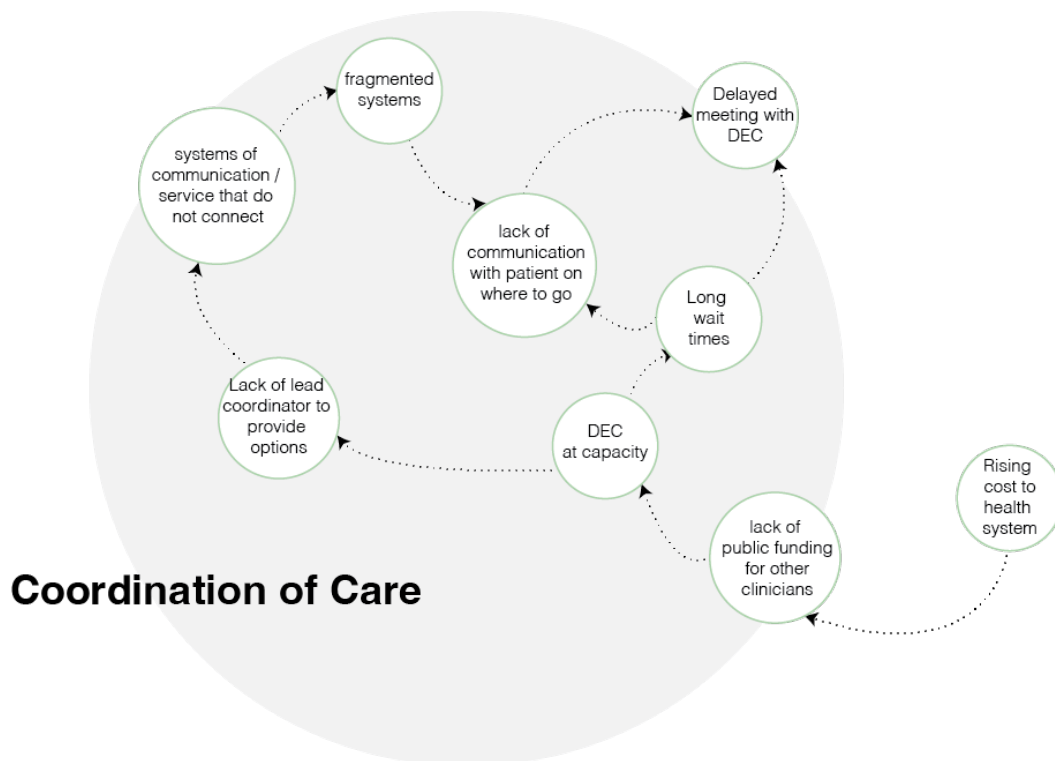 fragmented
systems
Delayed
meeting with
DEC
systems of
communication /
service that do
not connect
lack of
communication
with patient on
where to go
Long
wait
times
Lack of lead
coordinator to
provide
options
DEC
at capacity
Rising
cost to
health
system
lack of
public funding
for other
clinicians
Coordination of Care